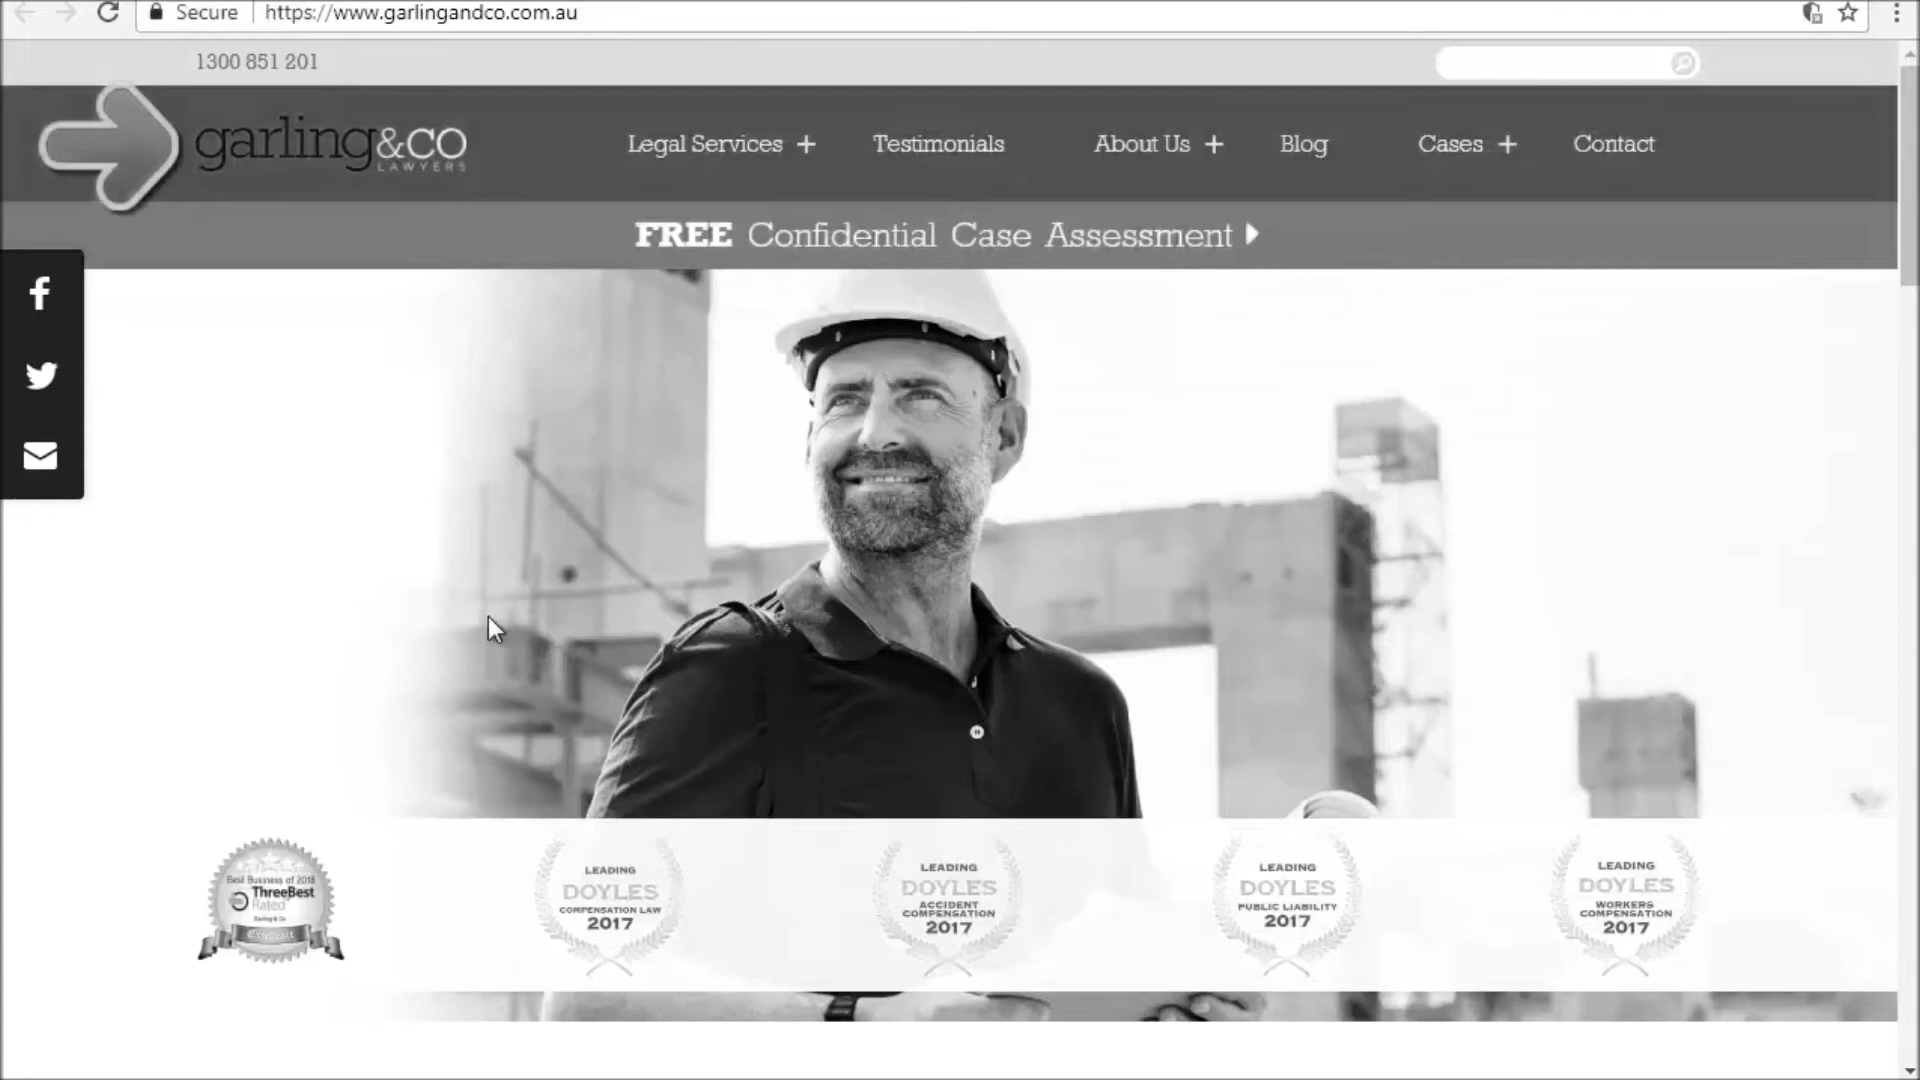 Secure https://www.garlingandco.com.au
1300 851 201
garling&CO
LAWYERS
Legal Services + Testimonials About Us + Blog Cases + Contact
FREE Confidential Case Assessment
Best Business of 2018
ThreeBest
Rated
Garling & Co
Excellence
LEADING
DOYLES
COMPENSATION LAW
2017
LEADING
DOYLES
ACCIDENT
COMPENSATION
2017
LEADING
DOYLES
PUBLIC LIABILITY
2017
LEADING
DOYLES
WORKERS
COMPENSATION
2017